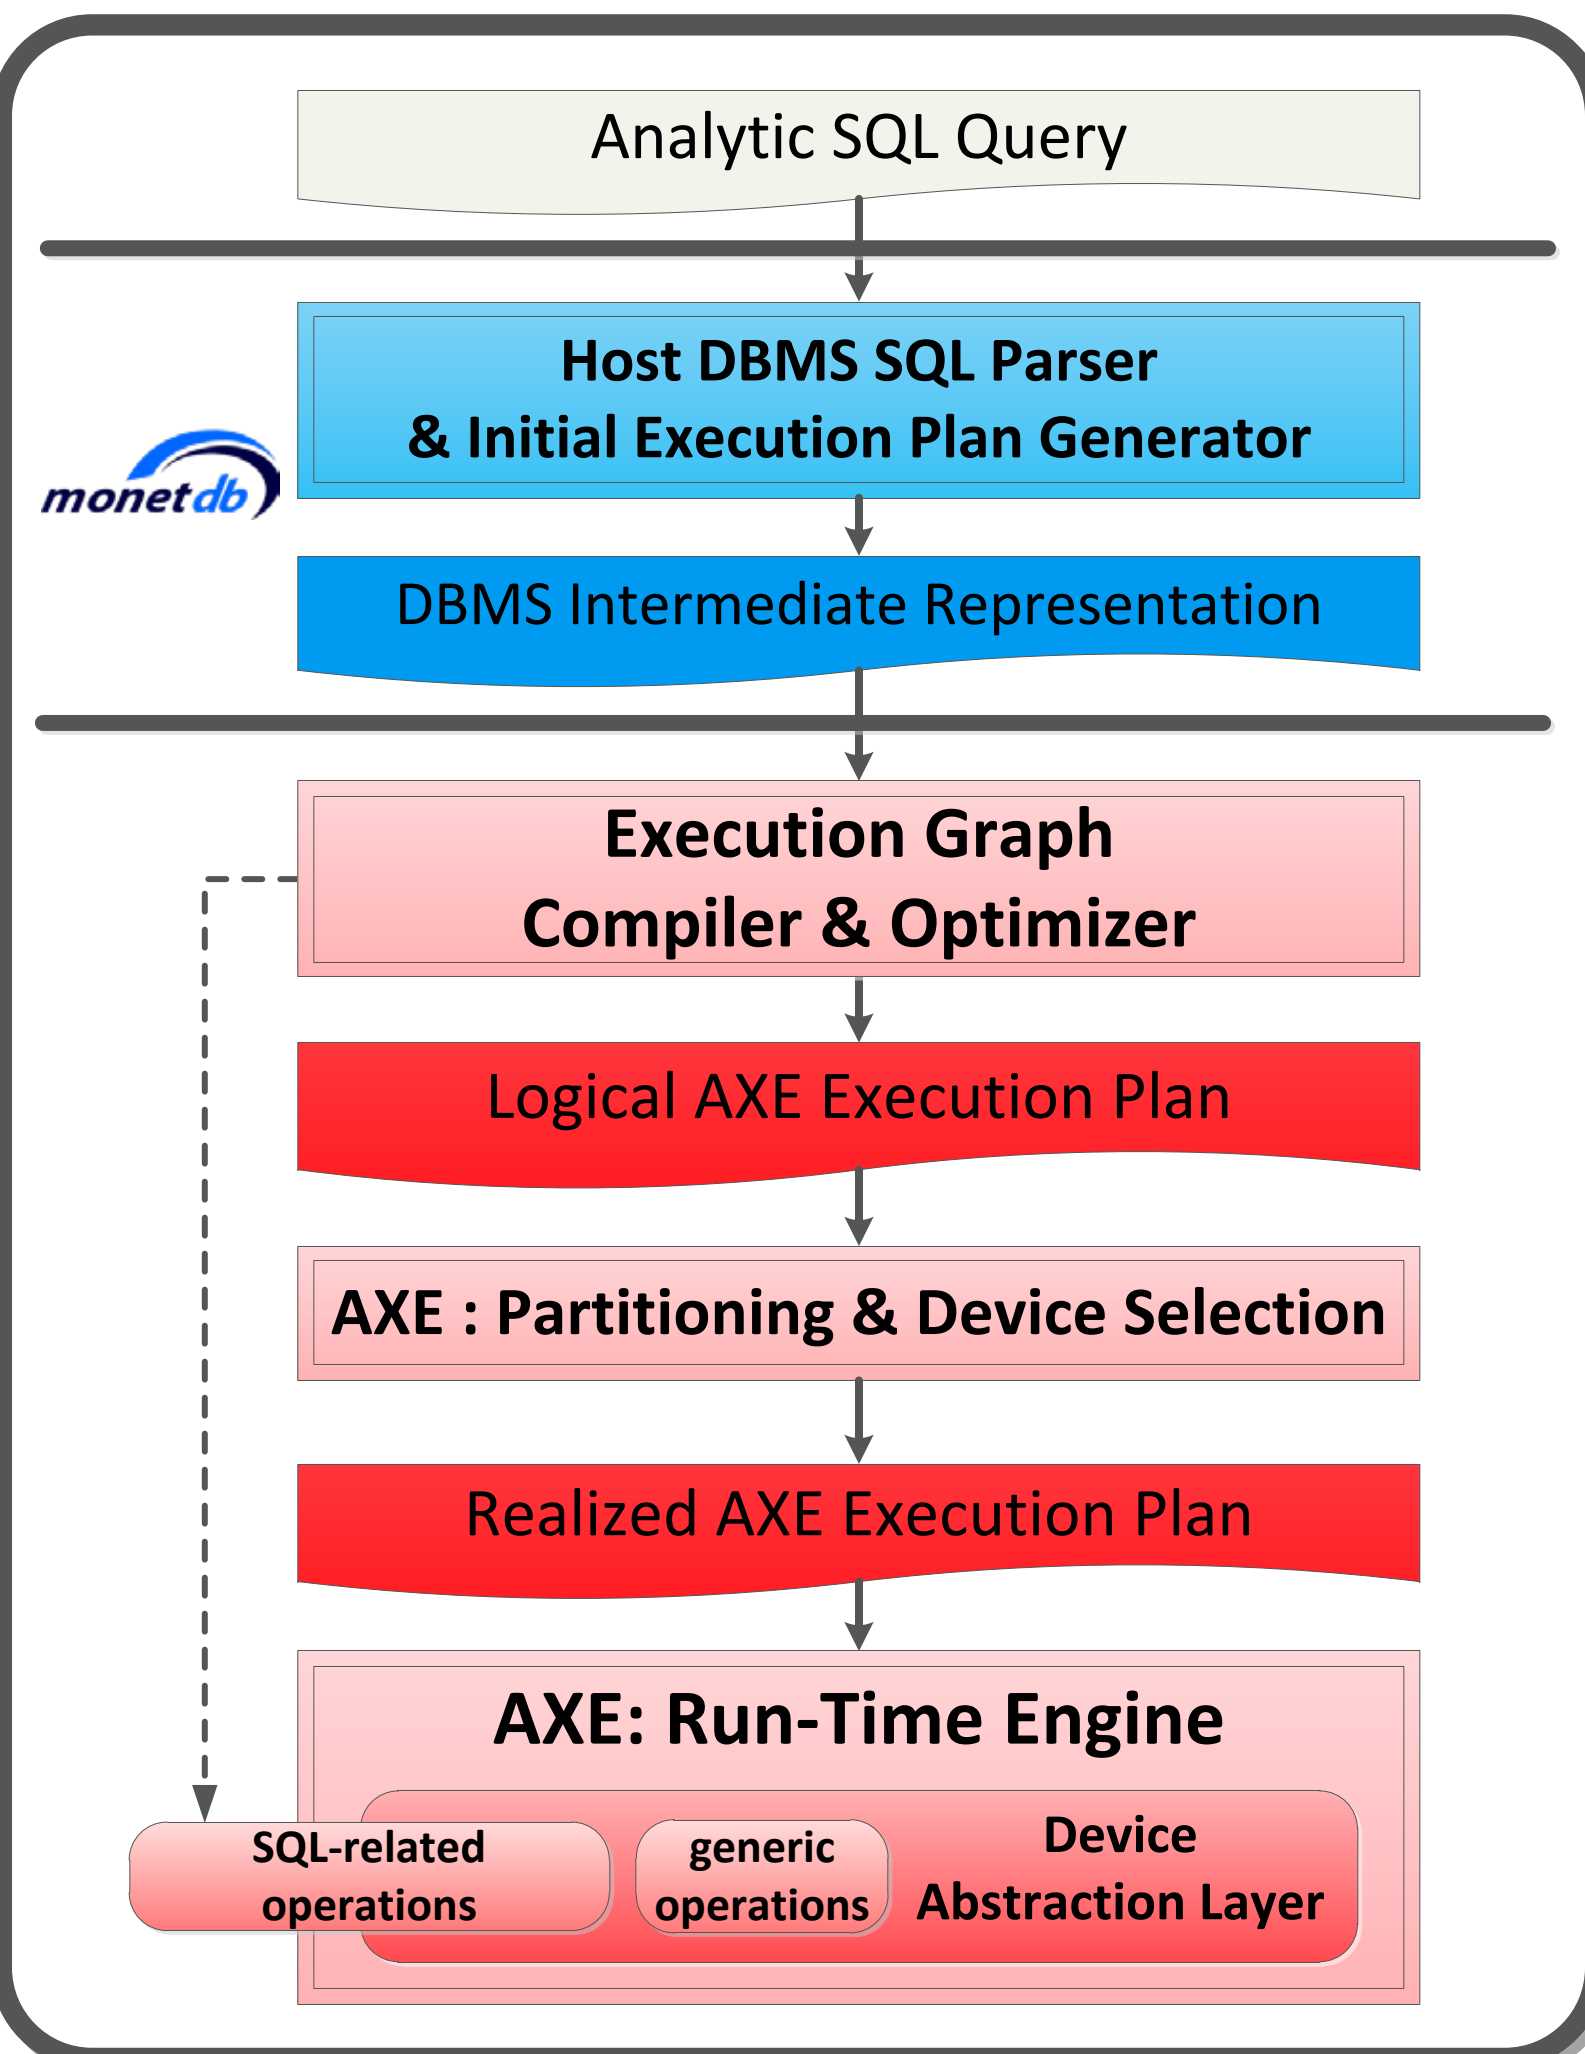 Analytic SQL Query
Host DBMS SQL Parser
& Initial Execution Plan Generator
monetdb
DBMS Intermediate Representation
Execution Graph
Compiler & Optimizer
Logical AXE Execution Plan
AXE : Partitioning & Device Selection
Realized AXE Execution Plan
AXE: Run-Time Engine
SQL-related
operations
generic
operations
Device
Abstraction Layer